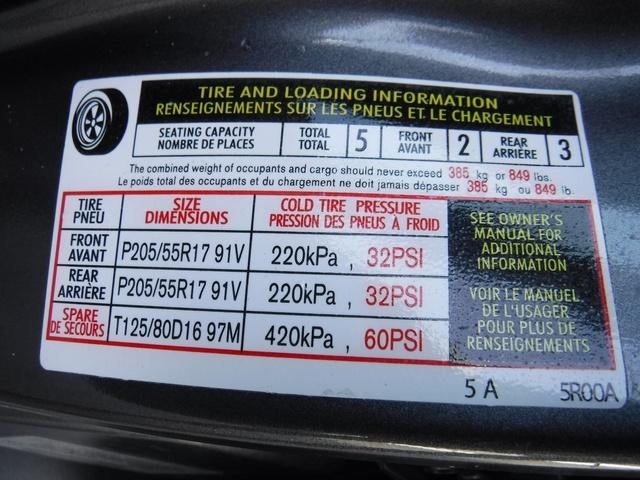 TIRE AND LOADING INFORMATION
RENSEIGNEMENTS SUR LES PNEUS ET LE CHARGEMENT
SEATING CAPACITY
NOMBRE DE PLACES
TOTAL
TOTAL
5
FRONT
AVANT
2
REAR
ARRIÈRE
3
The combined weight of occupants and cargo should never exceed 385 kg or 849 lbs.
Le poids total des occupants et du chargement ne doit jamais dépasser 385 kg ou 849 lb.
TIRE
PNEU
SIZE
DIMENSIONS
COLD TIRE PRESSURE
PRESSION DES PNEUS À FROID
FRONT
AVANT
P205/55R17 91V
220kPa , 32PSI
REAR
ARRIÈRE
P205/55R17 91V
220kPa , 32PSI
SPARE
DE SECOURS
T125/80D16 97M
420kPa , 60PSI
SEE OWNER'S
MANUAL FOR
ADDITIONAL
INFORMATION
VOIR LE MANUEL
DE L'USAGER
POUR PLUS DE
RENSEIGNEMENTS
5 A
5R00A